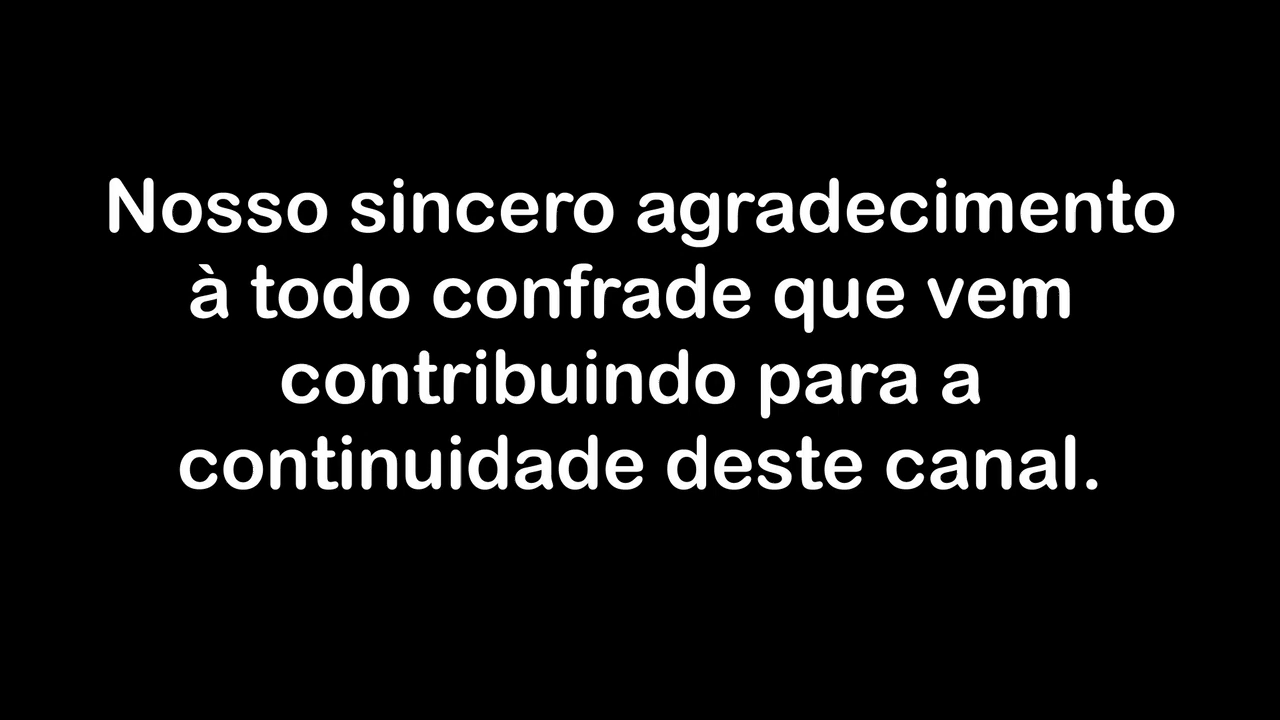 Nosso sincero agradecimento
à todo confrade que vem
contribuindo para a
continuidade deste canal.